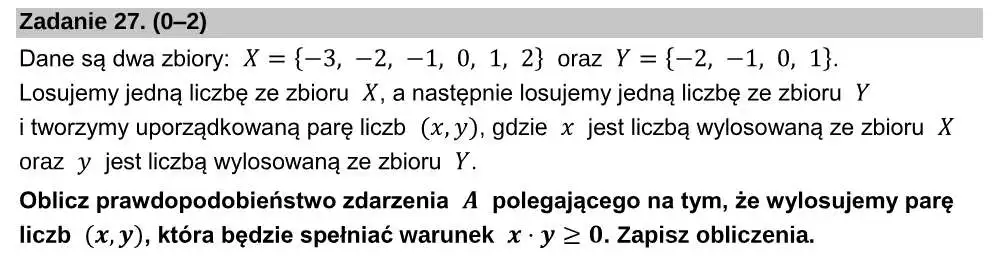 Zadanie 27. (0–2)
Dane są dwa zbiory: X = {−3, −2, −1, 0, 1, 2} oraz Y = {−2, −1, 0, 1}.
Losujemy jedną liczbę ze zbioru X, a następnie losujemy jedną liczbę ze zbioru Y
i tworzymy uporządkowaną parę liczb (x, y), gdzie x jest liczbą wylosowaną ze zbioru X
oraz y jest liczbą wylosowaną ze zbioru Y.
Oblicz prawdopodobieństwo zdarzenia A polegającego na tym, że wylosujemy parę
liczb (x, y), która będzie spełniać warunek x · y ≥ 0. Zapisz obliczenia.